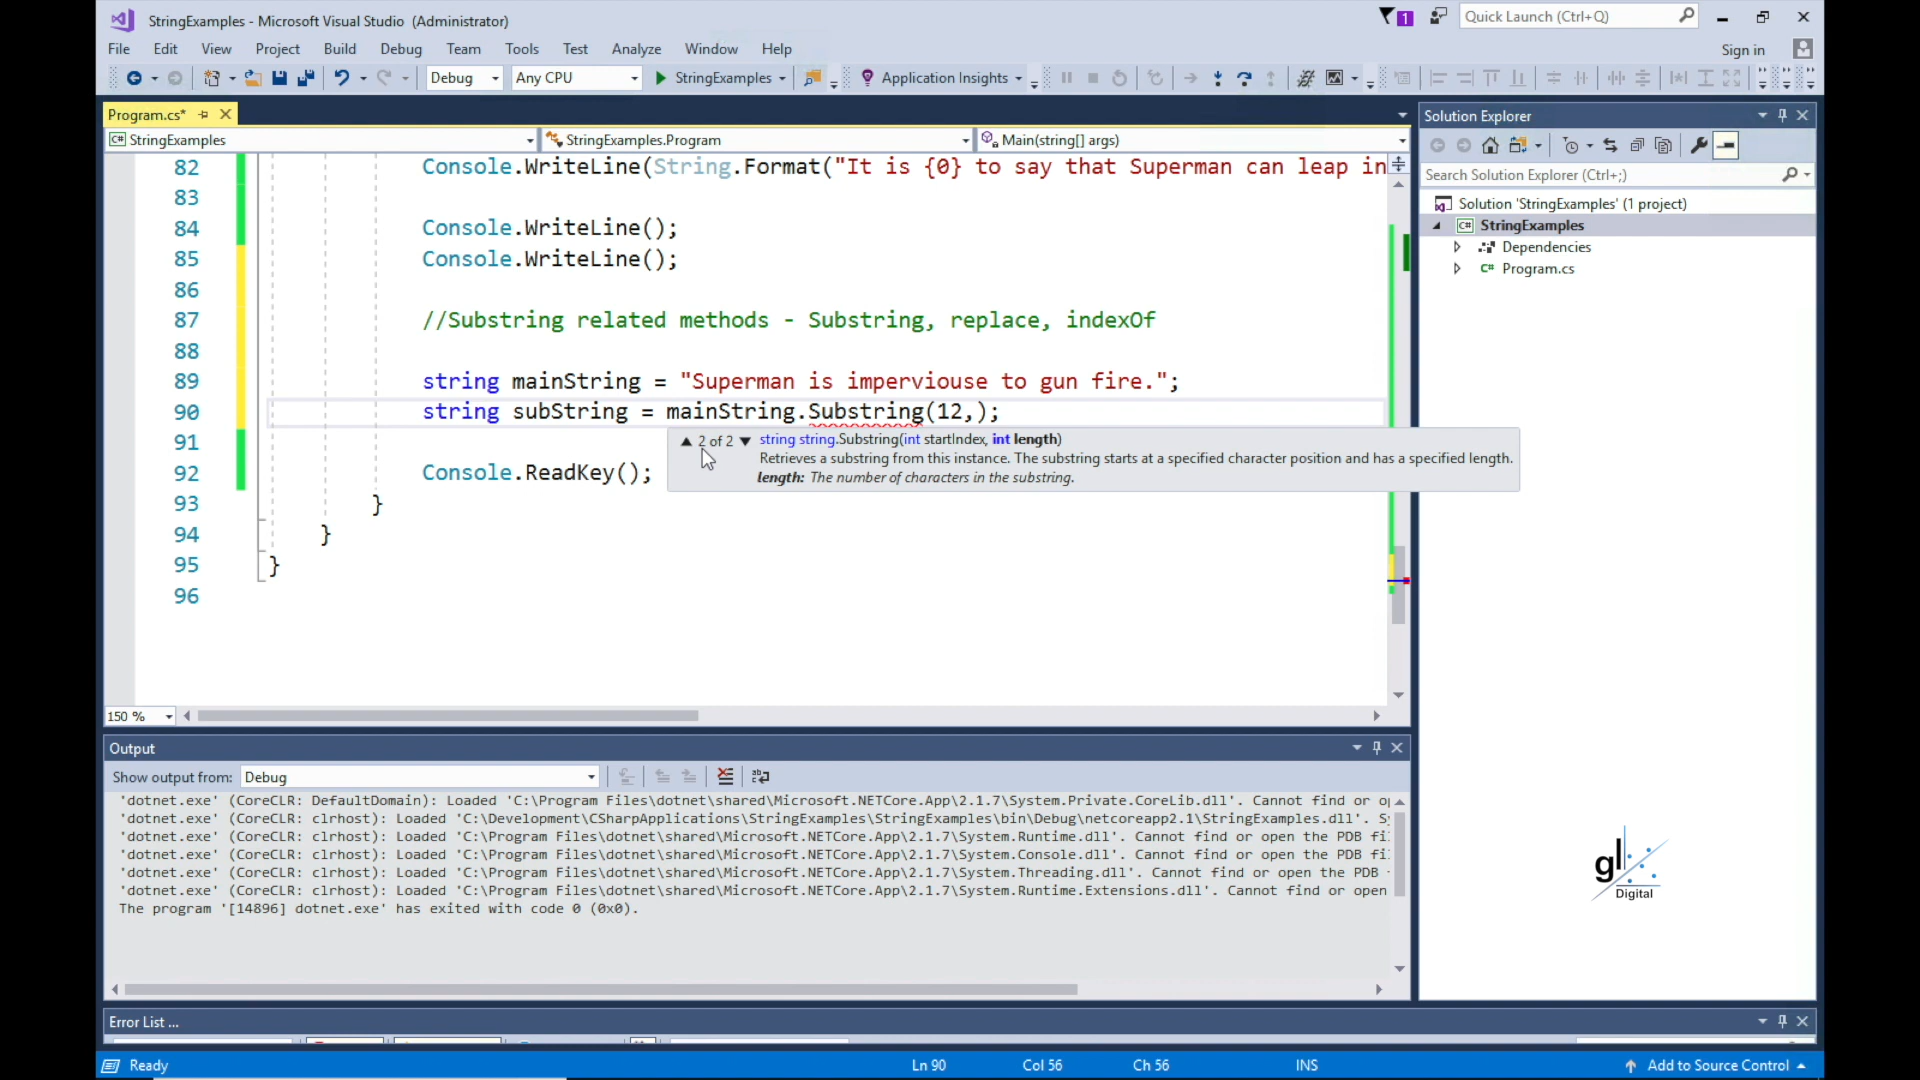 StringExamples - Microsoft Visual Studio (Administrator)
1
Quick Launch (Ctrl+Q)
File Edit View Project Build Debug Team Tools Test Analyze Window Help
Sign in
Debug Any CPU StringExamples Application Insights
Program.cs*
Solution Explorer
StringExamples StringExamples.Program Main(string[] args)
Search Solution Explorer (Ctrl+;)
Solution 'StringExamples' (1 project)
StringExamples
Dependencies
Program.cs
82 Console.WriteLine(String.Format("It is {0} to say that Superman can leap in
83
84 Console.WriteLine();
85 Console.WriteLine();
86
87 //Substring related methods - Substring, replace, indexOf
88
89 string mainString = "Superman is imperviouse to gun fire.";
90 string subString = mainString.Substring(12,);
91
2 of 2 string string.Substring(int startIndex, int length)
Retrieves a substring from this instance. The substring starts at a specified character position and has a specified length.
length: The number of characters in the substring.
92 Console.ReadKey();
93 }
94 }
95 }
96
150 %
Output
Show output from: Debug
'dotnet.exe' (CoreCLR: DefaultDomain): Loaded 'C:\Program Files\dotnet\shared\Microsoft.NETCore.App\2.1.7\System.Private.CoreLib.dll'. Cannot find or o
'dotnet.exe' (CoreCLR: clrhost): Loaded 'C:\Development\CSharpApplications\StringExamples\StringExamples\bin\Debug\netcoreapp2.1\StringExamples.dll'. S
'dotnet.exe' (CoreCLR: clrhost): Loaded 'C:\Program Files\dotnet\shared\Microsoft.NETCore.App\2.1.7\System.Runtime.dll'. Cannot find or open the PDB fi
'dotnet.exe' (CoreCLR: clrhost): Loaded 'C:\Program Files\dotnet\shared\Microsoft.NETCore.App\2.1.7\System.Console.dll'. Cannot find or open the PDB fi
'dotnet.exe' (CoreCLR: clrhost): Loaded 'C:\Program Files\dotnet\shared\Microsoft.NETCore.App\2.1.7\System.Threading.dll'. Cannot find or open the PDB
'dotnet.exe' (CoreCLR: clrhost): Loaded 'C:\Program Files\dotnet\shared\Microsoft.NETCore.App\2.1.7\System.Runtime.Extensions.dll'. Cannot find or open
The program '[14896] dotnet.exe' has exited with code 0 (0x0).
gl
Digital
Error List ...
Ready Ln 90 Col 56 Ch 56 INS Add to Source Control